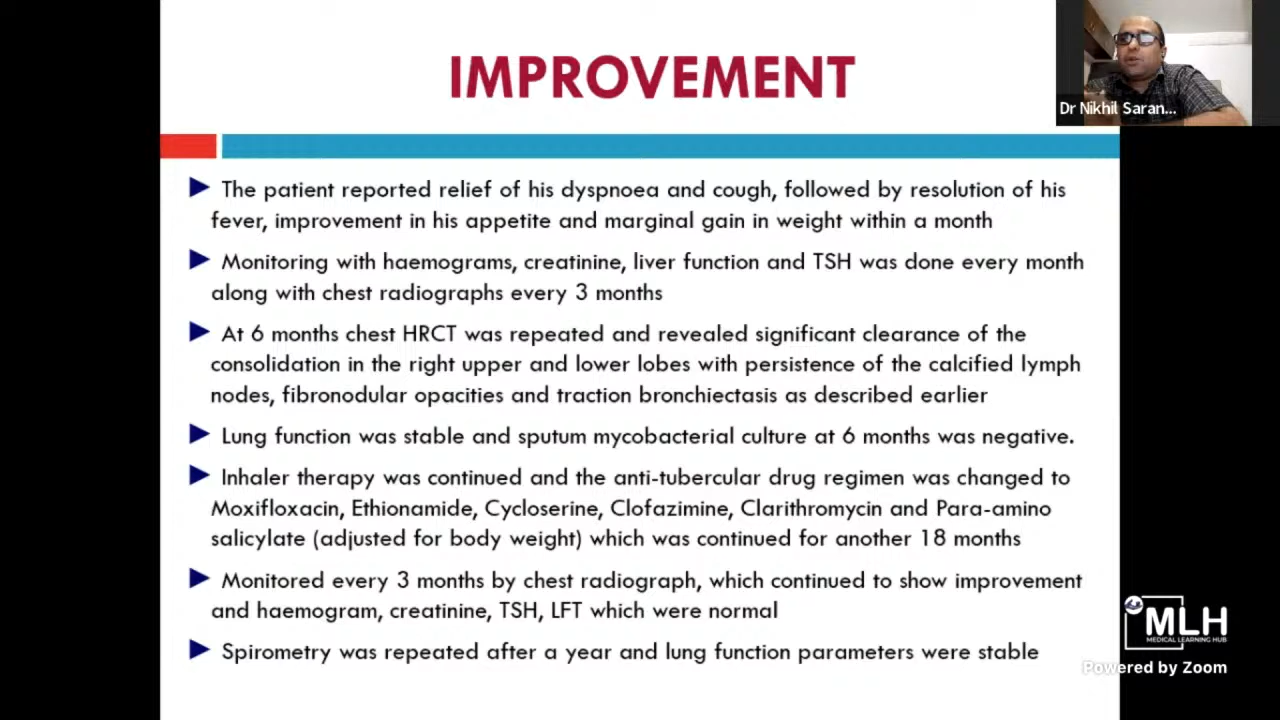 IMPROVEMENT
Dr Nikhil Saran...
The patient reported relief of his dyspnoea and cough, followed by resolution of his
fever, improvement in his appetite and marginal gain in weight within a month
Monitoring with haemograms, creatinine, liver function and TSH was done every month
along with chest radiographs every 3 months
At 6 months chest HRCT was repeated and revealed significant clearance of the
consolidation in the right upper and lower lobes with persistence of the calcified lymph
nodes, fibronodular opacities and traction bronchiectasis as described earlier
Lung function was stable and sputum mycobacterial culture at 6 months was negative.
Inhaler therapy was continued and the anti-tubercular drug regimen was changed to
Moxifloxacin, Ethionamide, Cycloserine, Clofazimine, Clarithromycin and Para-amino
salicylate (adjusted for body weight) which was continued for another 18 months
Monitored every 3 months by chest radiograph, which continued to show improvement
and haemogram, creatinine, TSH, LFT which were normal
Spirometry was repeated after a year and lung function parameters were stable
MLH
MEDICAL LEARNING HUB
Powered by Zoom